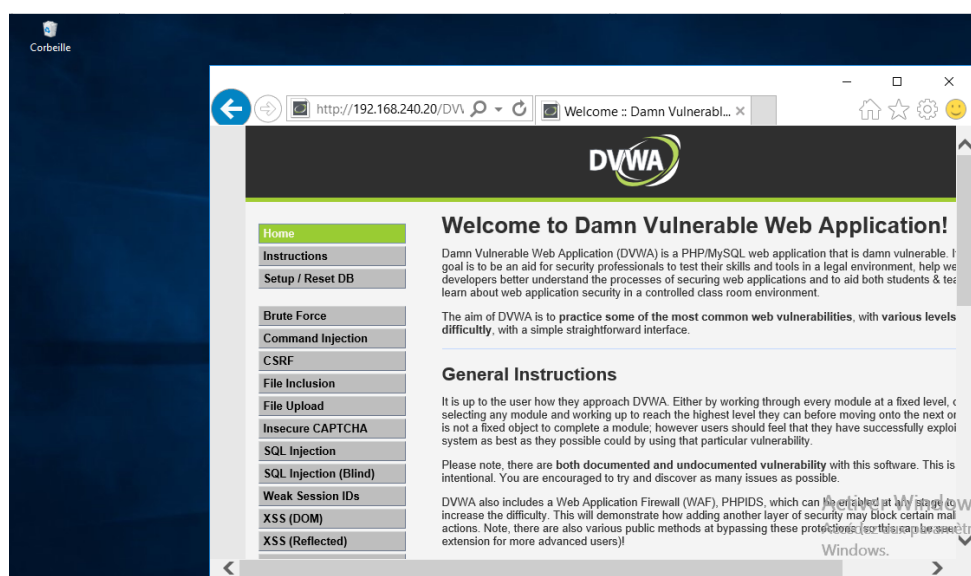 Corbeille
http://192.168.240.20/DV
Welcome :: Damn Vulnerabl...
DVWA
Home
Instructions
Setup / Reset DB
Brute Force
Command Injection
CSRF
File Inclusion
File Upload
Insecure CAPTCHA
SQL Injection
SQL Injection (Blind)
Weak Session IDs
XSS (DOM)
XSS (Reflected)
Welcome to Damn Vulnerable Web Application!
Damn Vulnerable Web Application (DVWA) is a PHP/MySQL web application that is damn vulnerable.
goal is to be an aid for security professionals to test their skills and tools in a legal environment, help we
developers better understand the processes of securing web applications and to aid both students & tea
learn about web application security in a controlled class room environment.
The aim of DVWA is to practice some of the most common web vulnerabilities, with various levels
difficultly, with a simple straightforward interface.
General Instructions
It is up to the user how they approach DVWA. Either by working through every module at a fixed level,
selecting any module and working up to reach the highest level they can before moving onto the next
is not a fixed object to complete a module; however users should feel that they have successfully exploi
system as best as they possible could by using that particular vulnerability.
Please note, there are both documented and undocumented vulnerability with this software. This is
intentional. You are encouraged to try and discover as many issues as possible.
DVWA also includes a Web Application Firewall (WAF), PHPIDS, which can be enabled at any stage to
increase the difficulty. This will demonstrate how adding another layer of security may block certain mal
actions. Note, there are also various public methods at bypassing these protections (so this can be seen
extension for more advanced users)!
Activer Window
Windows.